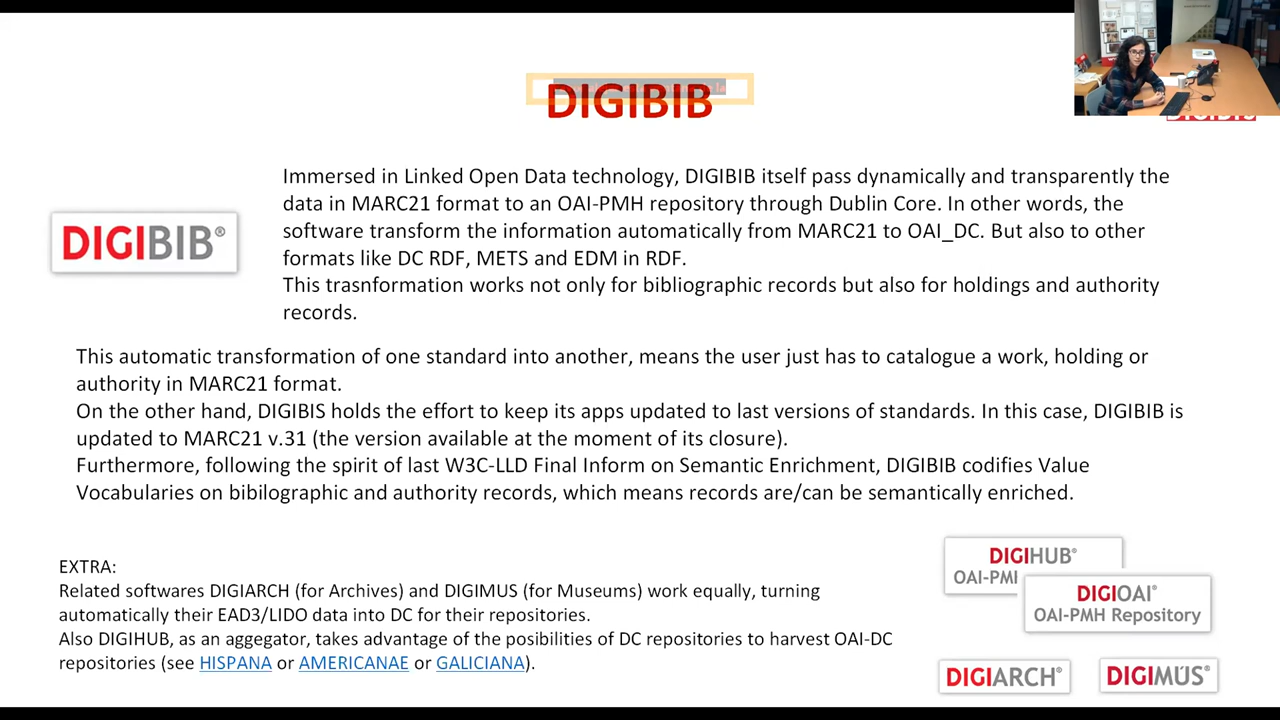 DIGIBIB
Immersed in Linked Open Data technology, DIGIBIB itself pass dynamically and transparently the
data in MARC21 format to an OAI-PMH repository through Dublin Core. In other words, the
software transform the information automatically from MARC21 to OAI_DC. But also to other
formats like DC RDF, METS and EDM in RDF.
This trasnformation works not only for bibliographic records but also for holdings and authority
records.
DIGIBIB®
This automatic transformation of one standard into another, means the user just has to catalogue a work, holding or
authority in MARC21 format.
On the other hand, DIGIBIS holds the effort to keep its apps updated to last versions of standards. In this case, DIGIBIB is
updated to MARC21 v.31 (the version available at the moment of its closure).
Furthermore, following the spirit of last W3C-LLD Final Inform on Semantic Enrichment, DIGIBIB codifies Value
Vocabularies on bibilographic and authority records, which means records are/can be semantically enriched.
EXTRA:
Related softwares DIGIARCH (for Archives) and DIGIMUS (for Museums) work equally, turning
automatically their EAD3/LIDO data into DC for their repositories.
Also DIGIHUB, as an aggegator, takes advantage of the posibilities of DC repositories to harvest OAI-DC
repositories (see HISPANA or AMERICANAE or GALICIANA).
DIGIHUB®
OAI-PMH
DIGIOAI®
OAI-PMH Repository
DIGIARCH®
DIGIMÚS®